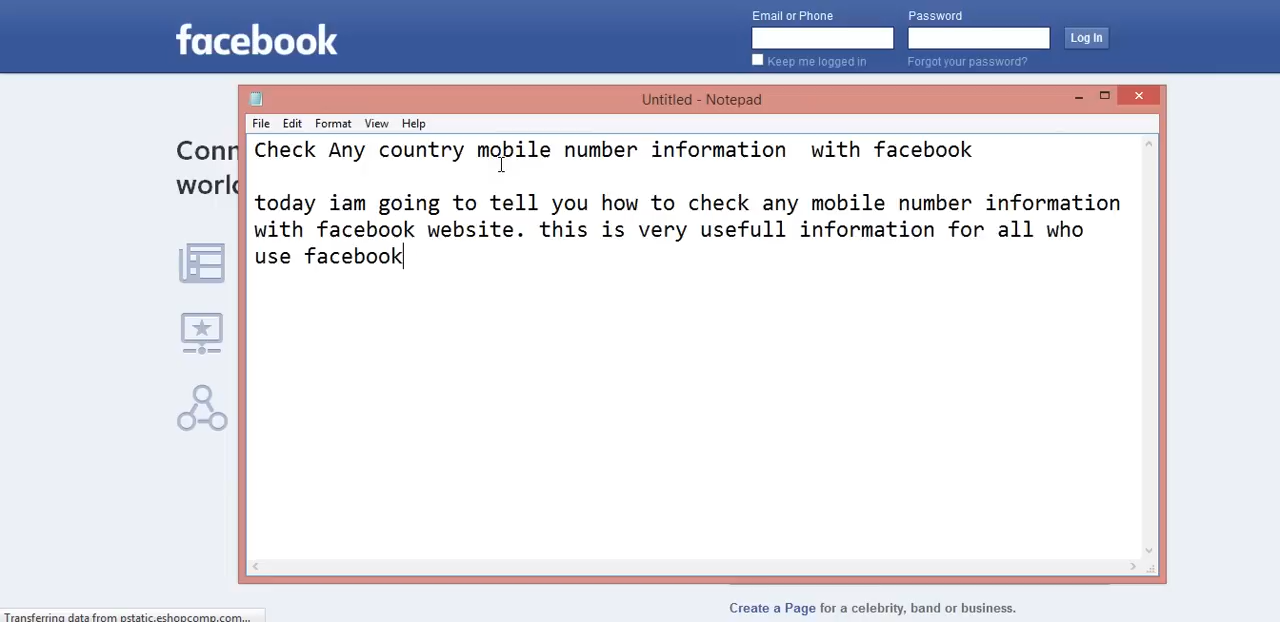 facebook
Email or Phone
Password
Log In
Keep me logged in
Forgot your password?
Untitled - Notepad
File Edit Format View Help
Conn
world
Check Any country mobile number information  with facebook
today iam going to tell you how to check any mobile number information
with facebook website. this is very usefull information for all who
use facebook
Create a Page for a celebrity, band or business.
Transferring data from pstatic.eshopcomp.com...